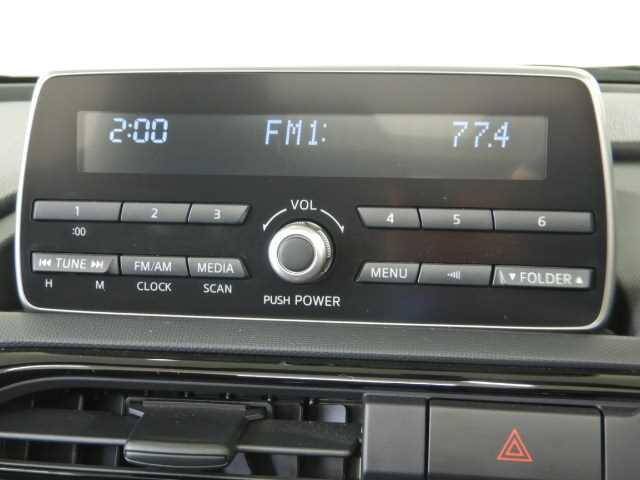 2:00 FM1: 77.4
VOL
1 2 3 4 5 6
:00
TUNE FM/AM MEDIA MENU FOLDER
H M CLOCK SCAN PUSH POWER